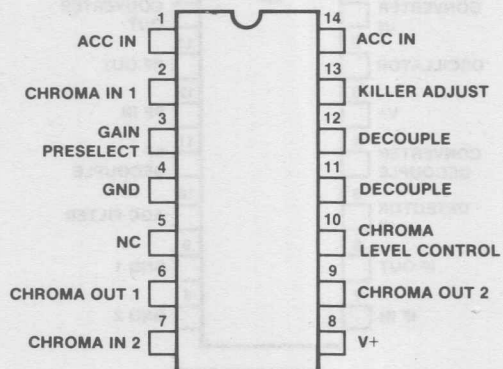 1 14
ACC IN ACC IN
2 13
CHROMA IN 1 KILLER ADJUST
3 12
GAIN
PRESELECT DECOUPLE
4 11
GND DECOUPLE
5 10
NC CHROMA
LEVEL CONTROL
6 9
CHROMA OUT 1 CHROMA OUT 2
7 8
CHROMA IN 2 V+